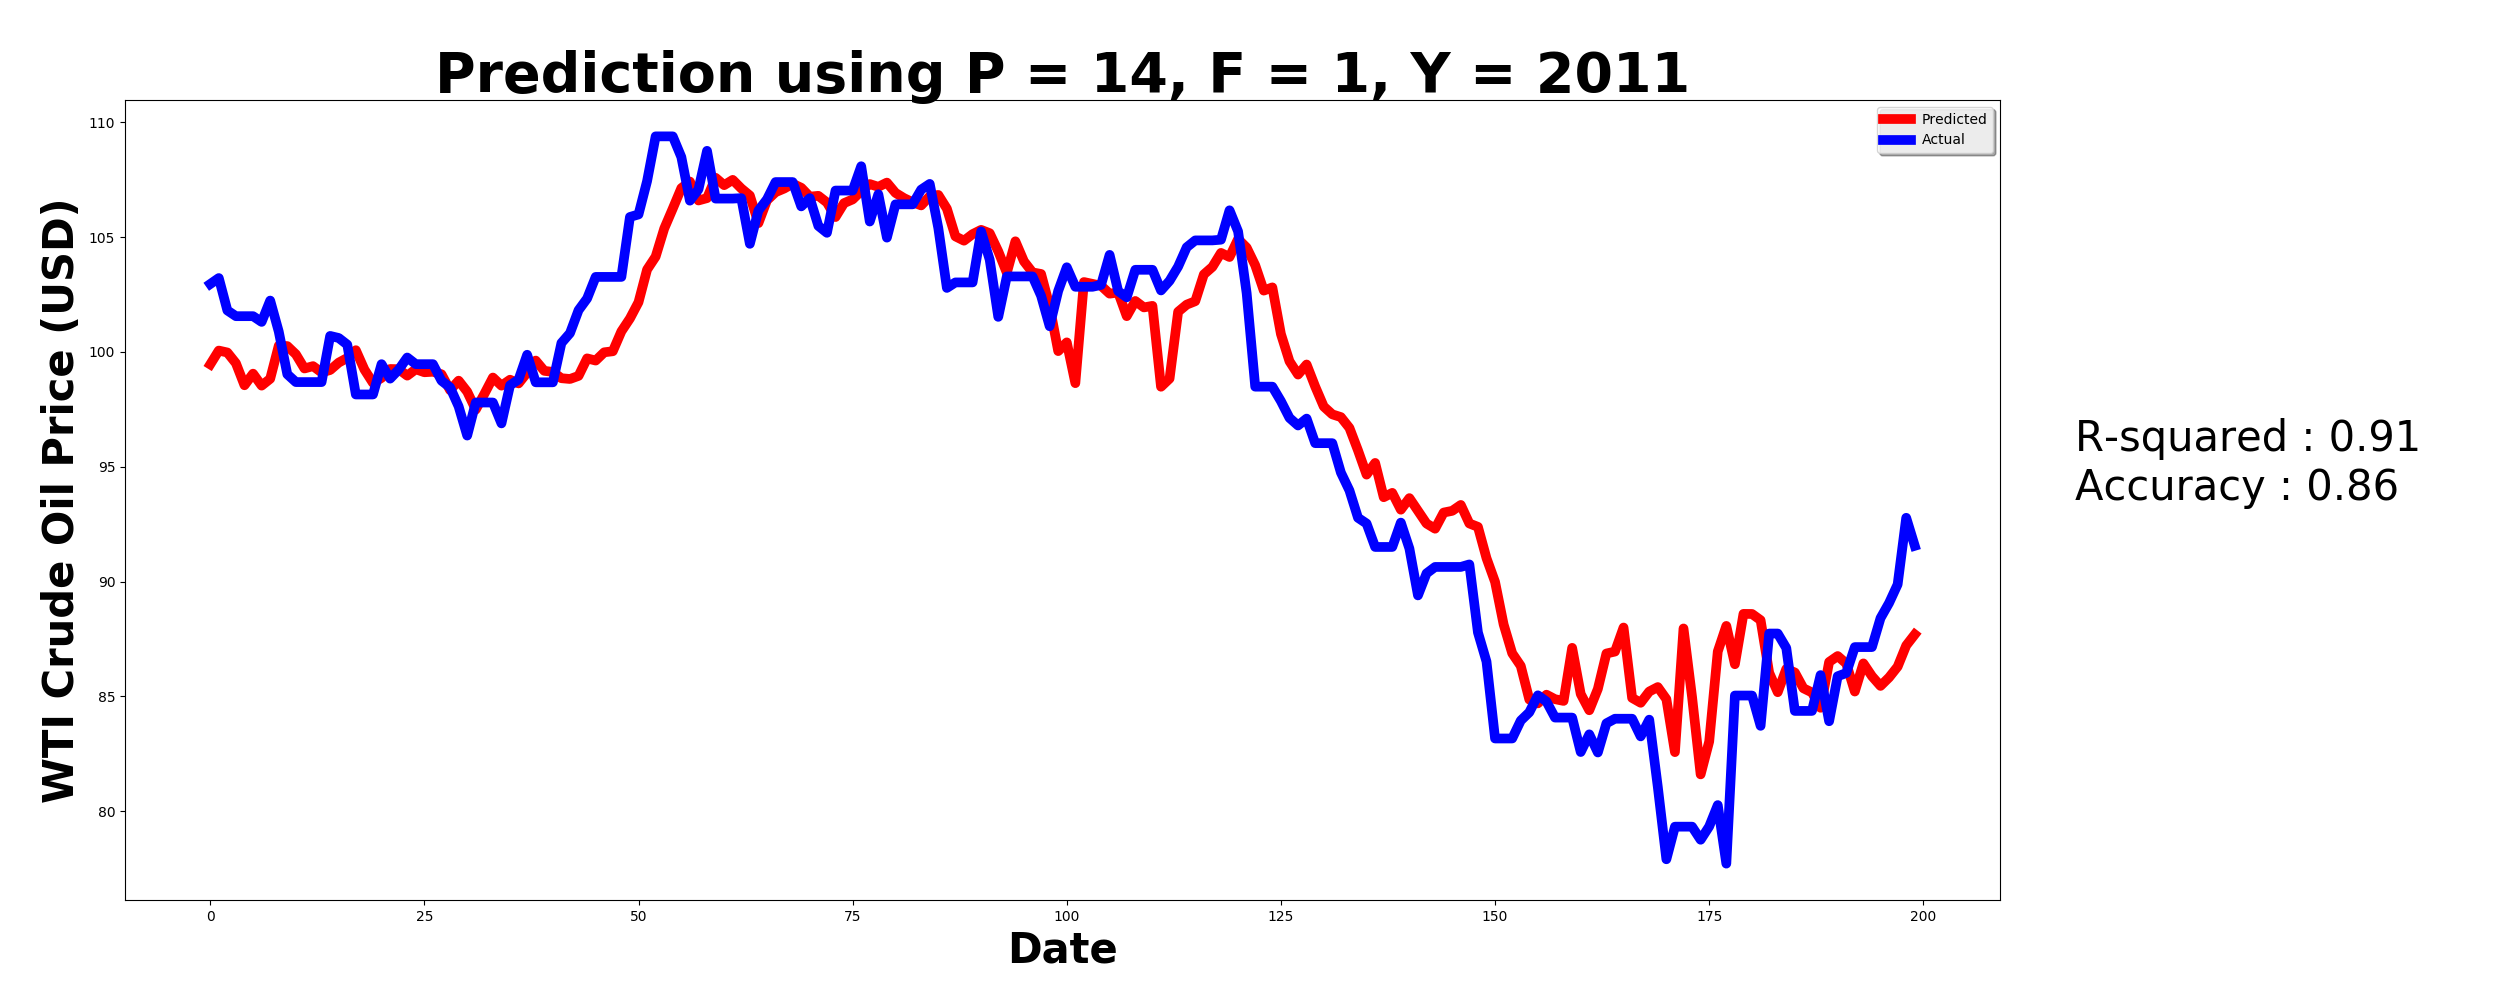 Prediction using P = 14, F = 1, Y = 2011
WTI Crude Oil Price (USD)
110
105
100
95
90
85
80
Predicted
Actual
R-squared : 0.91
Accuracy : 0.86
0 25 50 75 100 125 150 175 200
Date